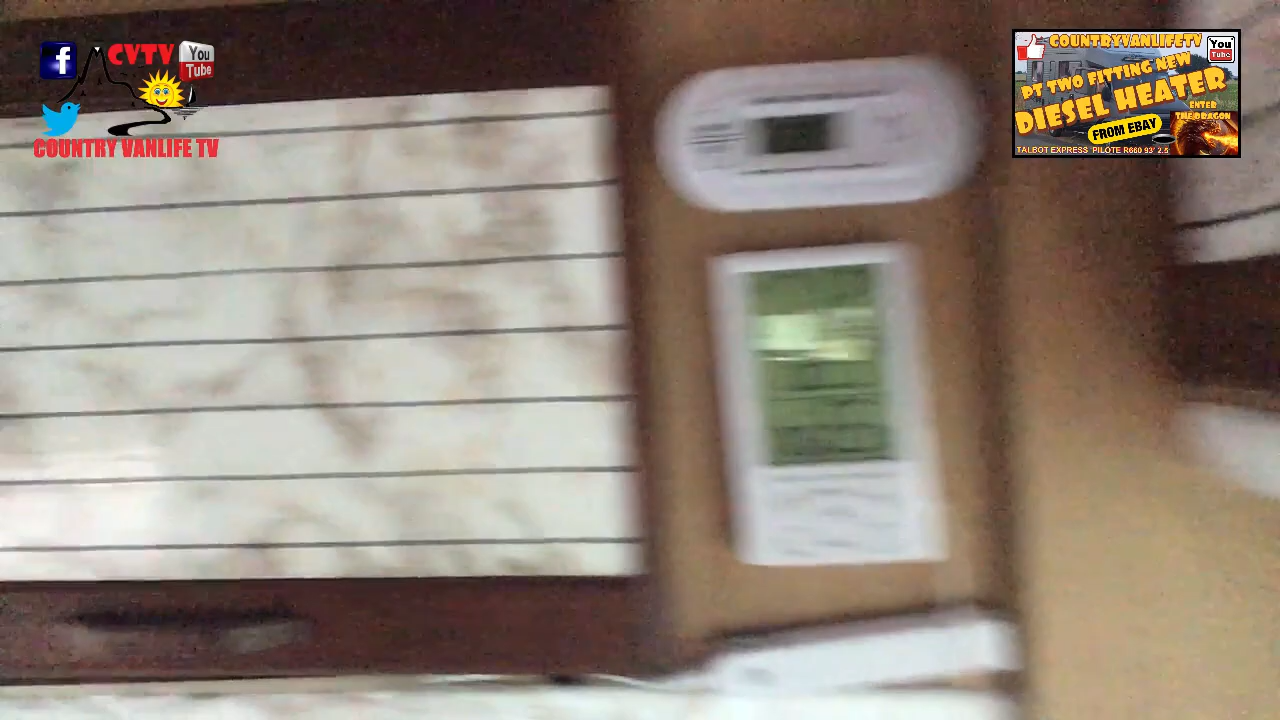 f
CVTV
You
Tube
COUNTRY VANLIFE TV
COUNTRYVANLIFETV
You
Tube
PT TWO FITTING NEW
DIESEL HEATER
FROM EBAY
ENTER
THE DRAGON
TALBOT EXPRESS PILOTE R660 93' 2.5